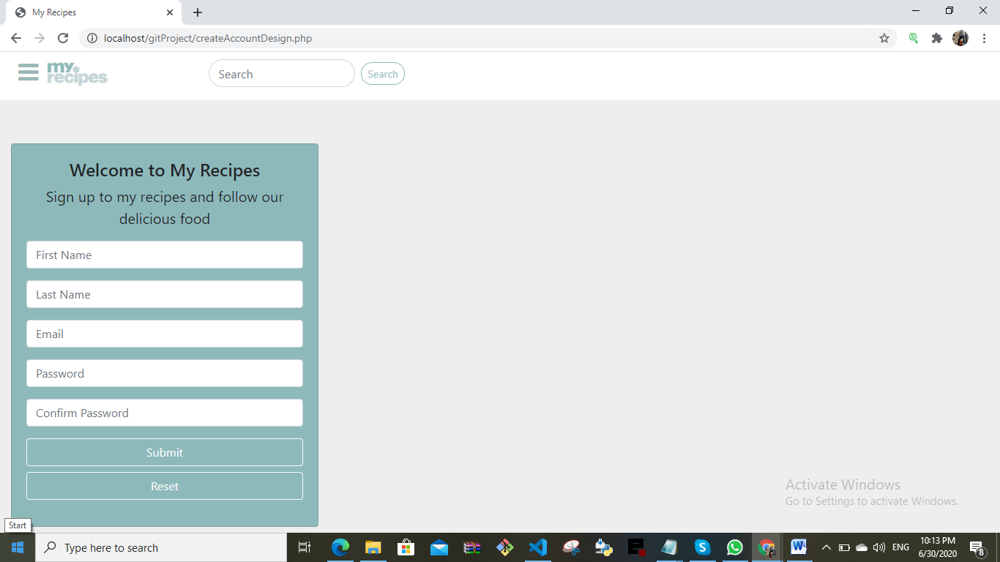 My Recipes
localhost/gitProject/createAccountDesign.php
my.
recipes
Search
Search
Welcome to My Recipes
Sign up to my recipes and follow our
delicious food
First Name
Last Name
Email
Password
Confirm Password
Submit
Reset
Activate Windows
Go to Settings to activate Windows.
Start
Type here to search
ENG
10:13 PM
6/30/2020
8